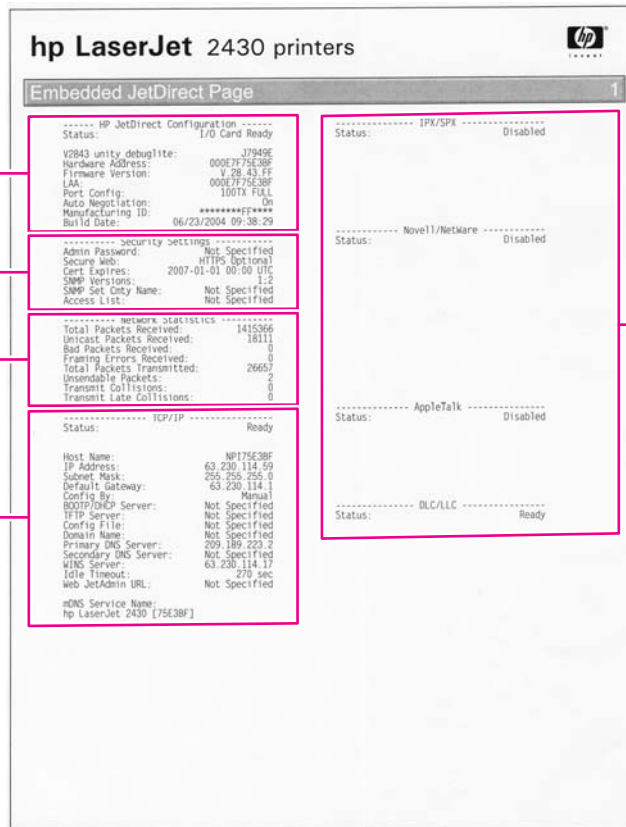 hp LaserJet 2430 printers
hp
invent
Embedded JetDirect Page 1
------ HP JetDirect Configuration ------
Status: I/O Card Ready
V2843 unity_debuglite: J7949E
Hardware Address: 000E7F75E3BF
Firmware Version: V.28.43.FF
LAA: 000E7F75E3BF
Port Config: 100TX FULL
Auto Negotiation: On
Manufacturing ID: ********FF****
Build Date: 06/23/2004 09:38:29
---------- Security Settings -----------
Admin Password: Not Specified
Secure Web: HTTPS Optional
Cert Expires: 2007-01-01 00:00 UTC
SNMP Versions: 1;2
SNMP Set Cmty Name: Not Specified
Access List: Not Specified
---------- Network Statistics ----------
Total Packets Received: 1415366
Unicast Packets Received: 18111
Bad Packets Received: 0
Framing Errors Received: 0
Total Packets Transmitted: 26657
Unsendable Packets: 2
Transmit Collisions: 0
Transmit Late Collisions: 0
---------------- TCP/IP ----------------
Status: Ready
Host Name: NPI75E3BF
IP Address: 63.230.114.59
Subnet Mask: 255.255.255.0
Default Gateway: 63.230.114.1
Config By: Manual
BOOTP/DHCP Server: Not Specified
TFTP Server: Not Specified
Config File: Not Specified
Domain Name: Not Specified
Primary DNS Server: 209.189.223.2
Secondary DNS Server: Not Specified
WINS Server: 63.230.114.17
Idle Timeout: 270 sec
Web JetAdmin URL: Not Specified
mDNS Service Name:
hp LaserJet 2430 [75E3BF]
-------------- IPX/SPX ---------------
Status: Disabled
------------ Novell/NetWare ------------
Status: Disabled
-------------- AppleTalk --------------
Status: Disabled
--------------- DLC/LLC ---------------
Status: Ready